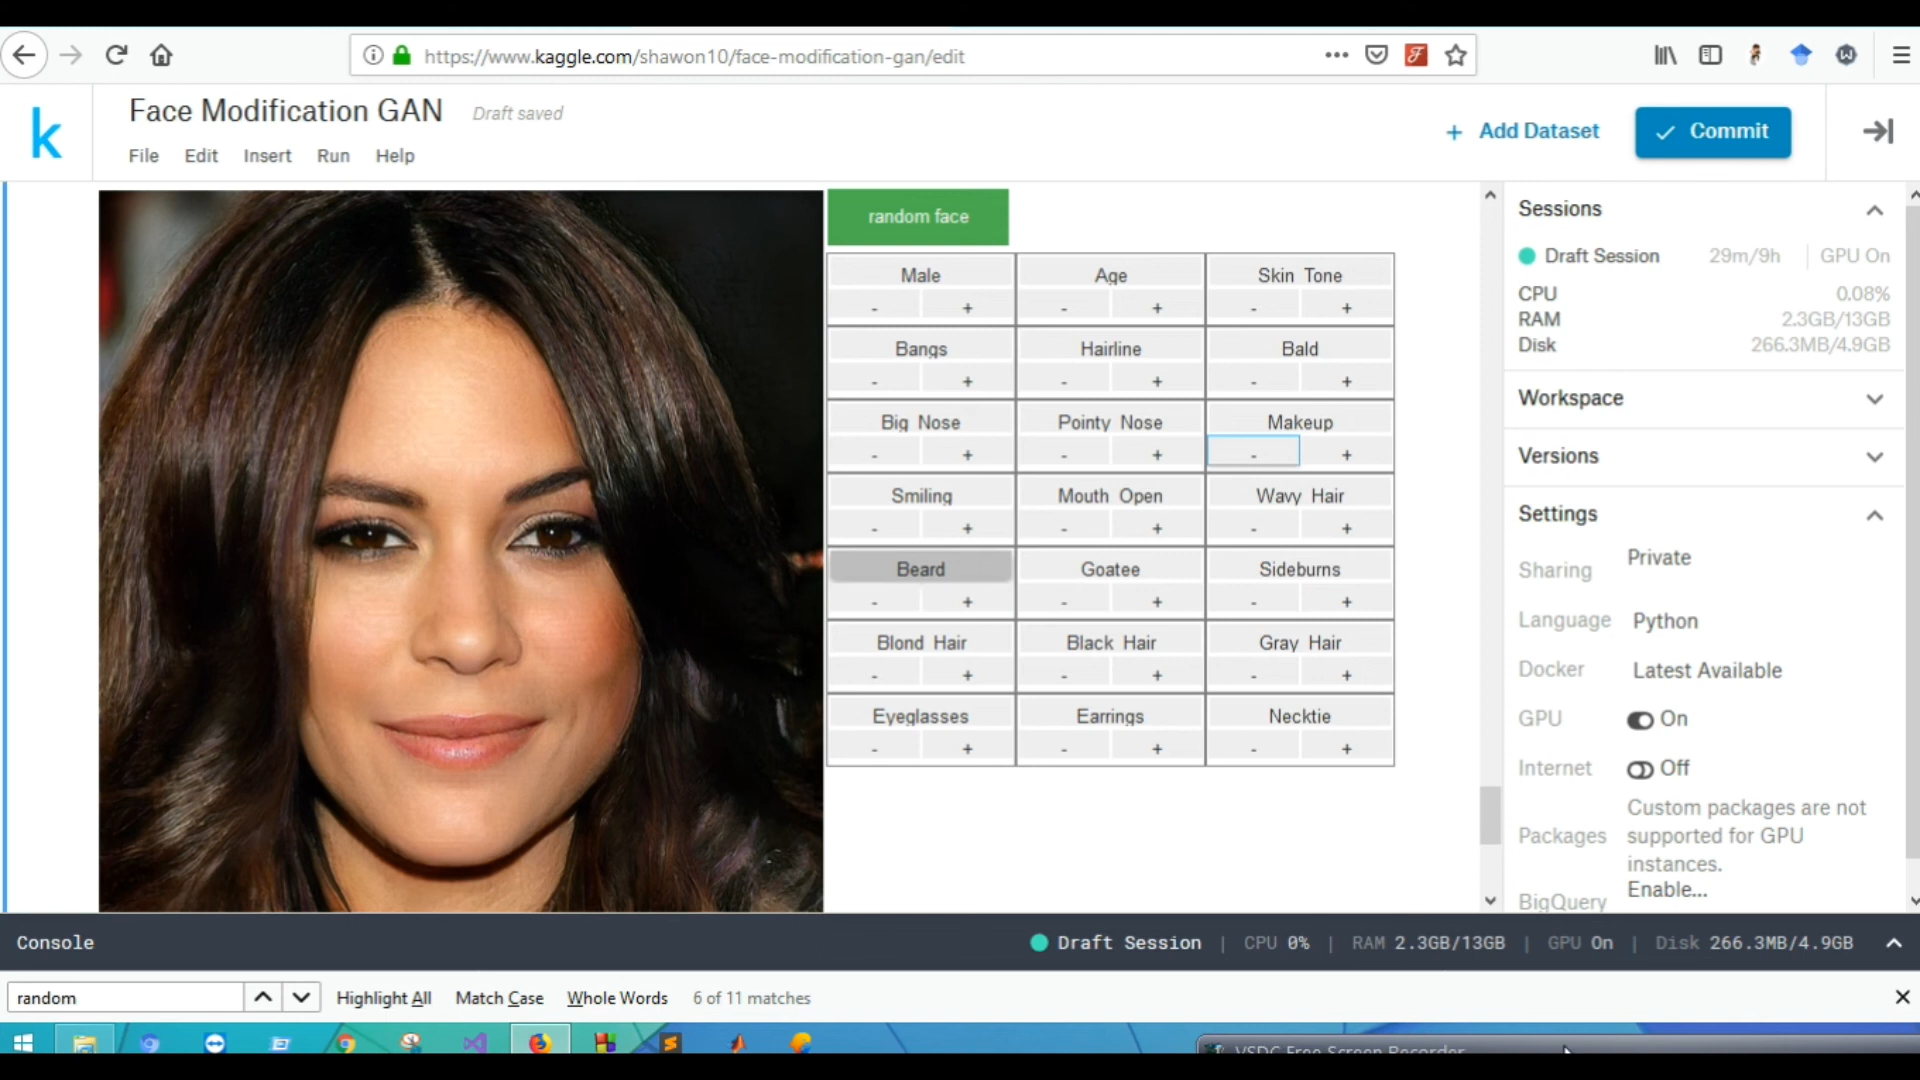 https://www.kaggle.com/shawon10/face-modification-gan/edit
k
Face Modification GAN Draft saved
File Edit Insert Run Help
+ Add Dataset
Commit
random face
Male Age Skin Tone
- + - + - +
Bangs Hairline Bald
- + - + - +
Big Nose Pointy Nose Makeup
- + - + - +
Smiling Mouth Open Wavy Hair
- + - + - +
Beard Goatee Sideburns
- + - + - +
Blond Hair Black Hair Gray Hair
- + - + - +
Eyeglasses Earrings Necktie
- + - + - +
Sessions
Draft Session 29m/9h GPU On
CPU 0.08%
RAM 2.3GB/13GB
Disk 266.3MB/4.9GB
Workspace
Versions
Settings
Sharing Private
Language Python
Docker Latest Available
GPU On
Internet Off
Packages Custom packages are not
supported for GPU
instances.
BigQuery Enable...
Console
Draft Session | CPU 0% | RAM 2.3GB/13GB | GPU On | Disk 266.3MB/4.9GB
random Highlight All Match Case Whole Words 6 of 11 matches
VSDC Free Screen Recorder